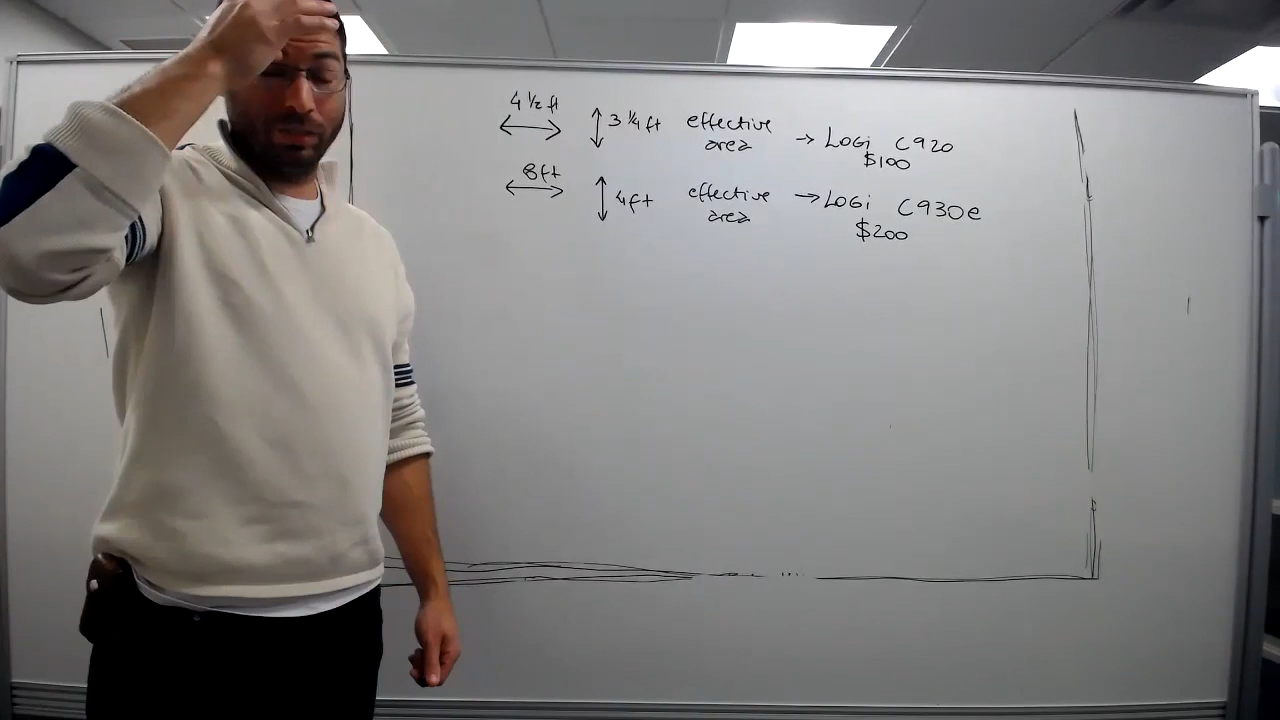 4 1/2 ft
3 1/4 ft effective area → Logi C920
$100
8ft
4ft effective area → Logi C930e
$200